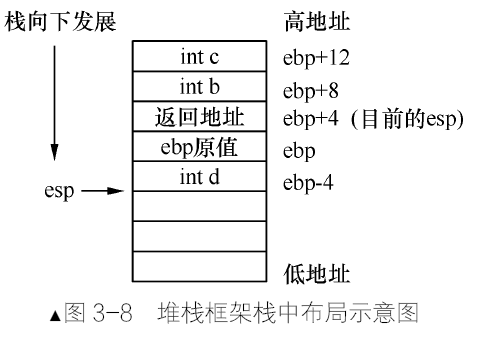 栈向下发展
高地址
int c
ebp+12
int b
ebp+8
返回地址
ebp+4 (目前的esp)
ebp原值
ebp
esp
int d
ebp-4
低地址
▲图 3-8 堆栈框架栈中布局示意图